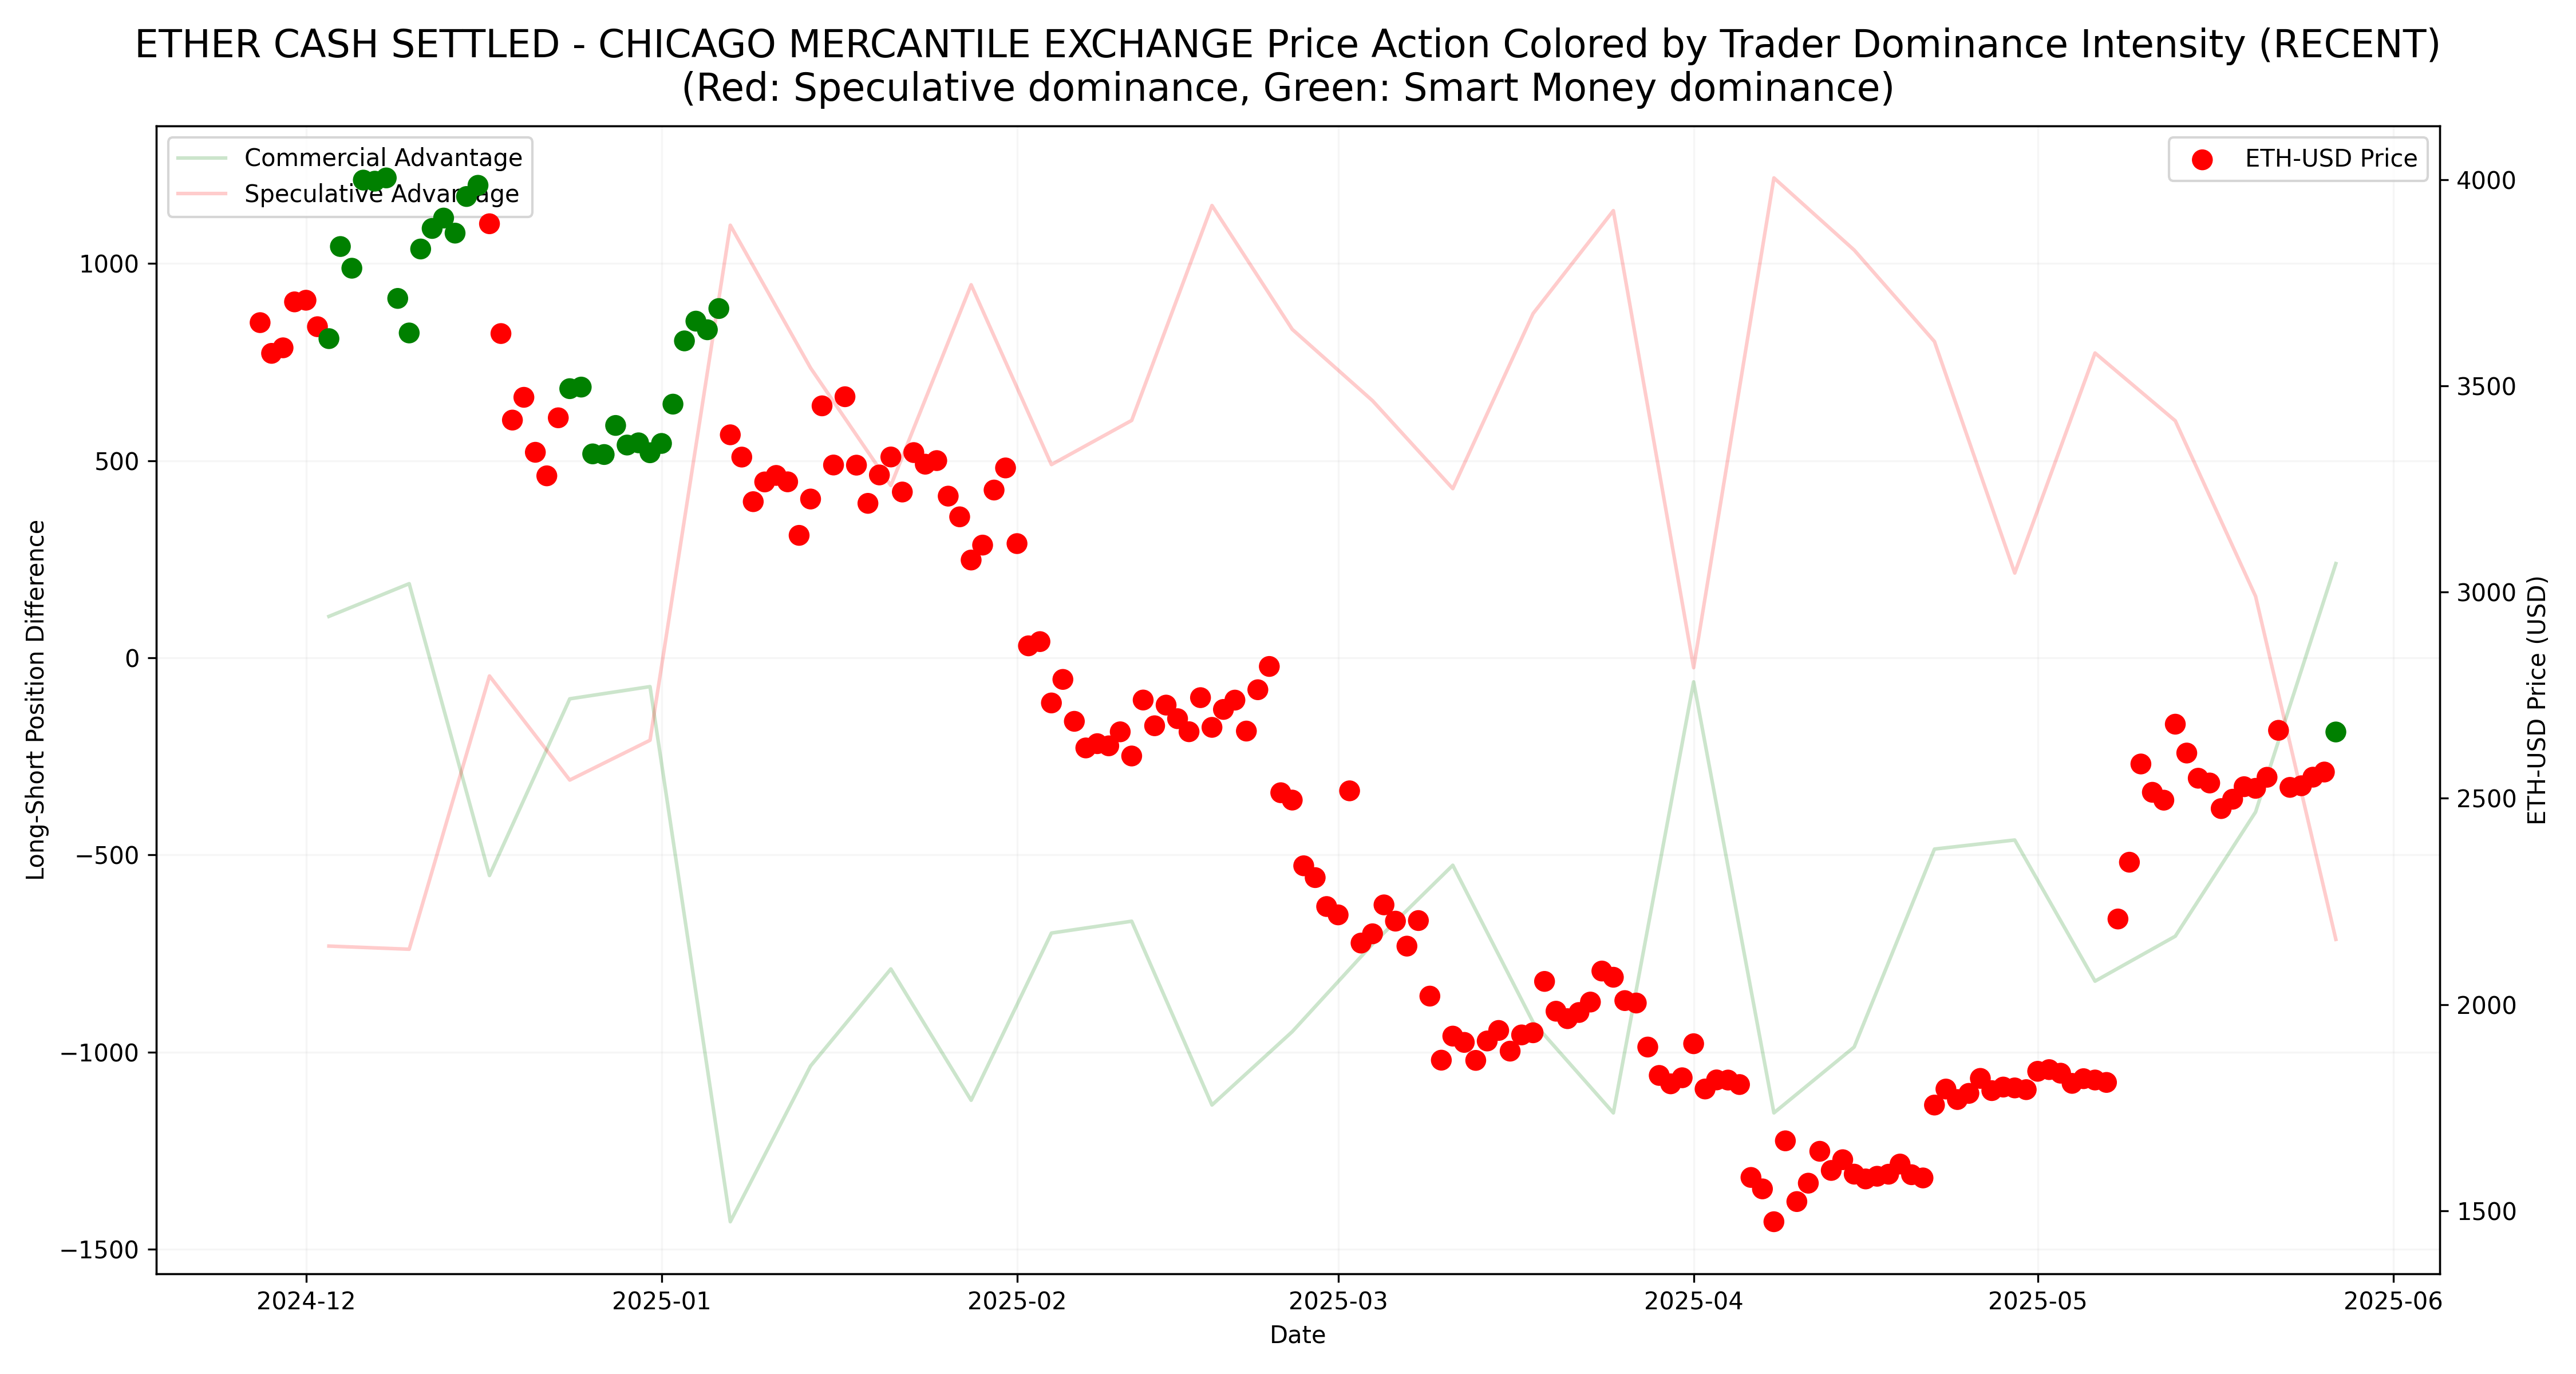 ETHER CASH SETTLED - CHICAGO MERCANTILE EXCHANGE Price Action Colored by Trader Dominance Intensity (RECENT)
(Red: Speculative dominance, Green: Smart Money dominance)
Commercial Advantage
Speculative Advantage
ETH-USD Price
1000
500
0
−500
−1000
−1500
Long-Short Position Difference
4000
3500
3000
2500
2000
1500
ETH-USD Price (USD)
2024-12
2025-01
2025-02
2025-03
2025-04
2025-05
2025-06
Date